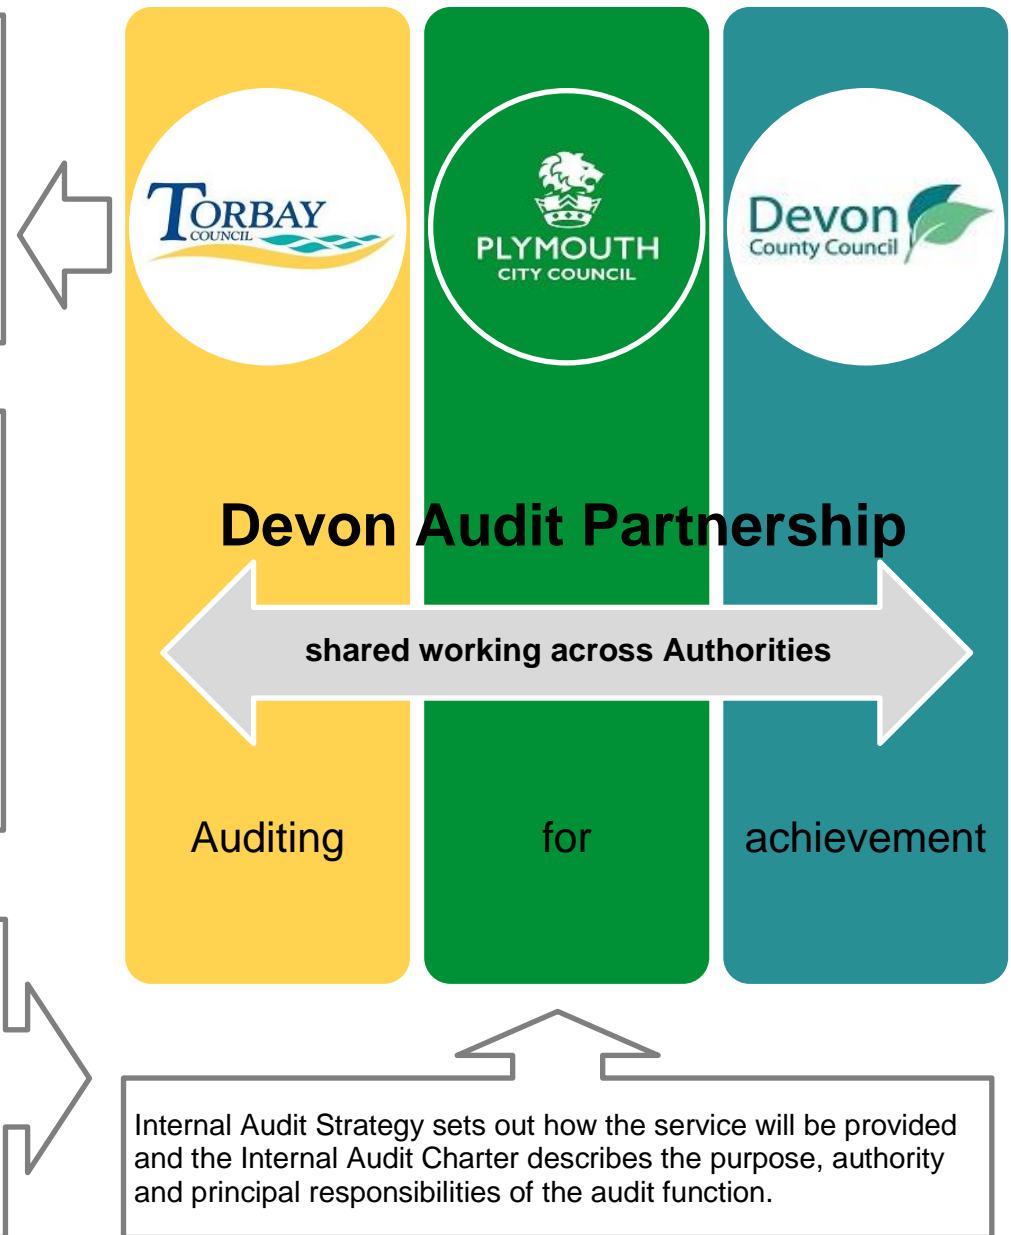 TORBAY
COUNCIL
PLYMOUTH
CITY COUNCIL
Devon
County Council
Devon Audit Partnership
shared working across Authorities
Auditing for achievement
Internal Audit Strategy sets out how the service will be provided
and the Internal Audit Charter describes the purpose, authority
and principal responsibilities of the audit function.